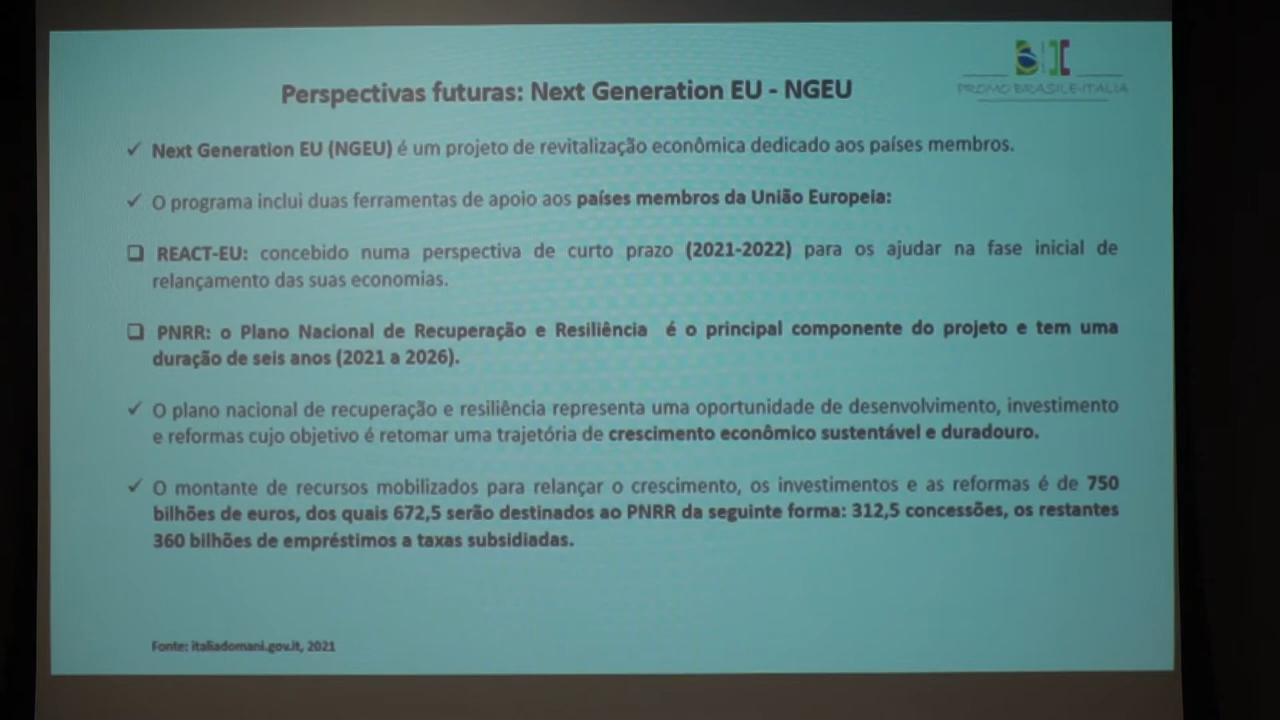 PROMO BRASILE-ITALIA
Perspectivas futuras: Next Generation EU - NGEU
✓ Next Generation EU (NGEU) é um projeto de revitalização econômica dedicado aos países membros.
✓ O programa inclui duas ferramentas de apoio aos países membros da União Europeia:
❑ REACT-EU: concebido numa perspectiva de curto prazo (2021-2022) para os ajudar na fase inicial de
relançamento das suas economias.
❑ PNRR: o Plano Nacional de Recuperação e Resiliência é o principal componente do projeto e tem uma
duração de seis anos (2021 a 2026).
✓ O plano nacional de recuperação e resiliência representa uma oportunidade de desenvolvimento, investimento
e reformas cujo objetivo é retomar uma trajetória de crescimento econômico sustentável e duradouro.
✓ O montante de recursos mobilizados para relançar o crescimento, os investimentos e as reformas é de 750
bilhões de euros, dos quais 672,5 serão destinados ao PNRR da seguinte forma: 312,5 concessões, os restantes
360 bilhões de empréstimos a taxas subsidiadas.
Fonte: italiadomani.gov.it, 2021